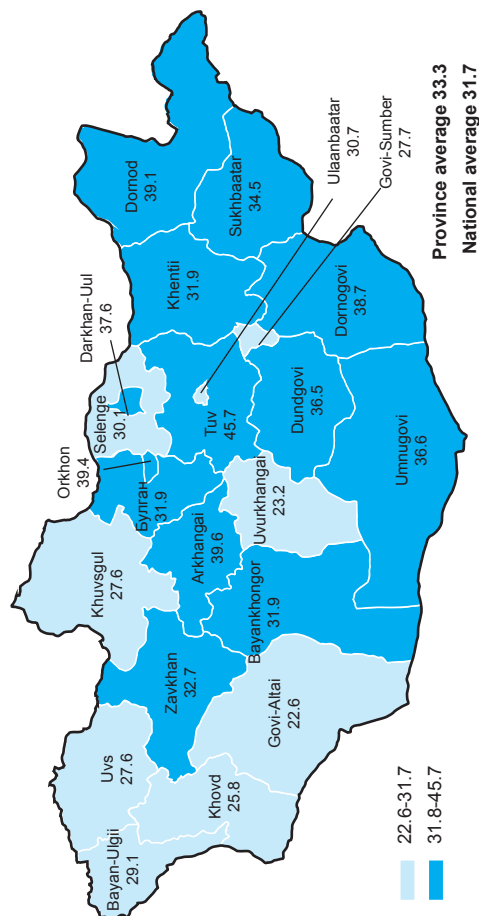 Bayan-Ulgii
29.1
Uvs
27.6
Khovd
25.8
Govi-Altai
22.6
Zavkhan
32.7
Khuvsgul
27.6
Bayankhongor
31.9
Arkhangai
39.6
Булган
31.9
Orkhon
39.4
Selenge
30.1
Darkhan-Uul
37.6
Uvurkhangai
23.2
Tuv
45.7
Umnugovi
36.6
Dundgovi
36.5
Dornogovi
38.7
Khentii
31.9
Dornod
39.1
Sukhbaatar
34.5
Ulaanbaatar
30.7
Govi-Sumber
27.7
Province average 33.3
National average 31.7
22.6-31.7
31.8-45.7